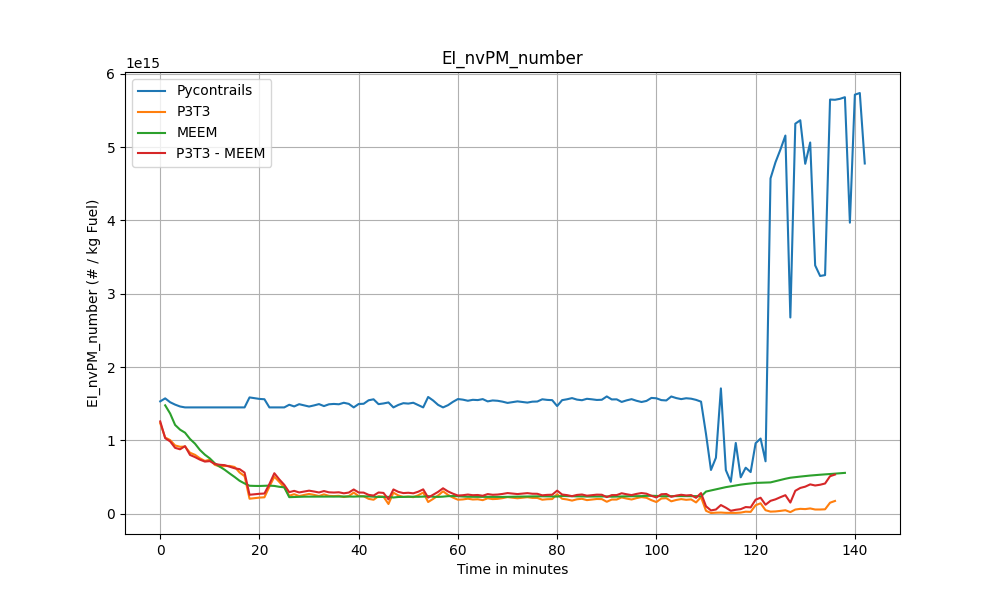 EI_nvPM_number
1e15
Pycontrails
P3T3
MEEM
P3T3 - MEEM
6
5
4
3
2
1
0
EI_nvPM_number (# / kg Fuel)
0 20 40 60 80 100 120 140
Time in minutes